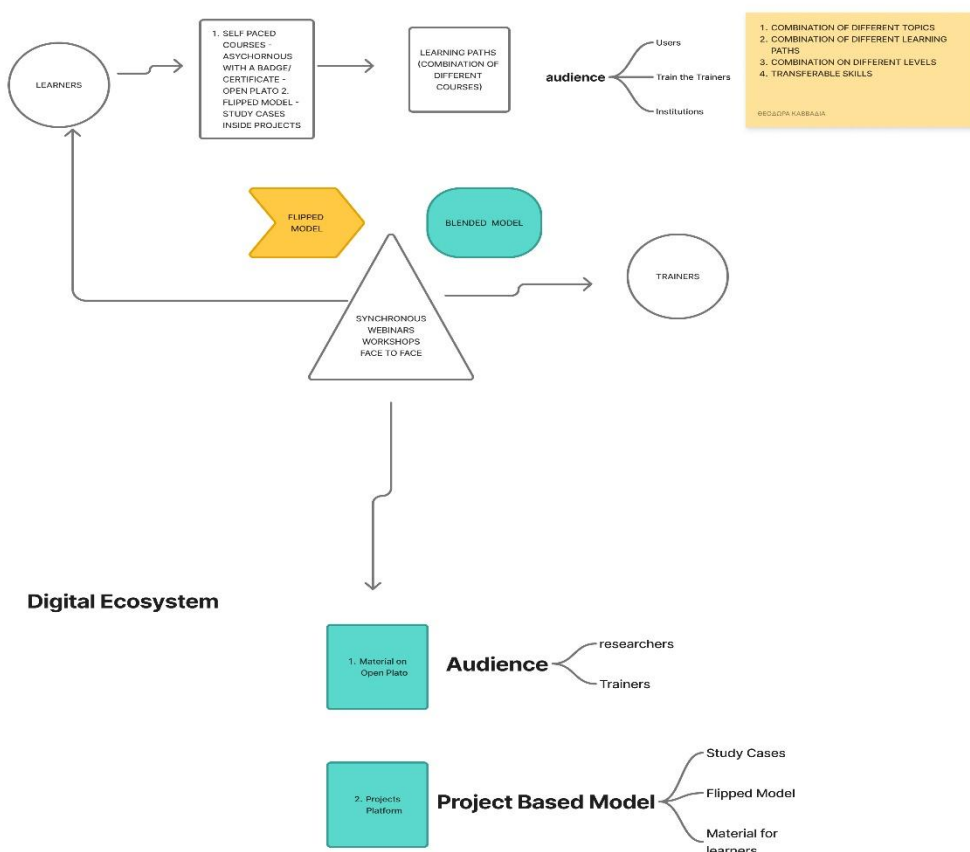 LEARNERS
1. SELF PACED
COURSES -
ASYCHORNOUS
WITH A BADGE/
CERTIFICATE -
OPEN PLATO 2.
FLIPPED MODEL -
STUDY CASES
INSIDE PROJECTS
LEARNING PATHS
(COMBINATION OF
DIFFERENT
COURSES)
audience
Users
Train the Trainers
Institutions
1. COMBINATION OF DIFFERENT TOPICS
2. COMBINATION OF DIFFERENT LEARNING
PATHS
3. COMBINATION ON DIFFERENT LEVELS
4. TRANSFERABLE SKILLS
ΘΕΟΔΩΡΑ ΚΑΒΒΑΔΙΑ
FLIPPED
MODEL
BLENDED MODEL
TRAINERS
SYNCHRONOUS
WEBINARS
WORKSHOPS
FACE TO FACE
Digital Ecosystem
1. Material on
Open Plato
Audience
researchers
Trainers
2. Projects
Platform
Project Based Model
Study Cases
Flipped Model
Material for
learners